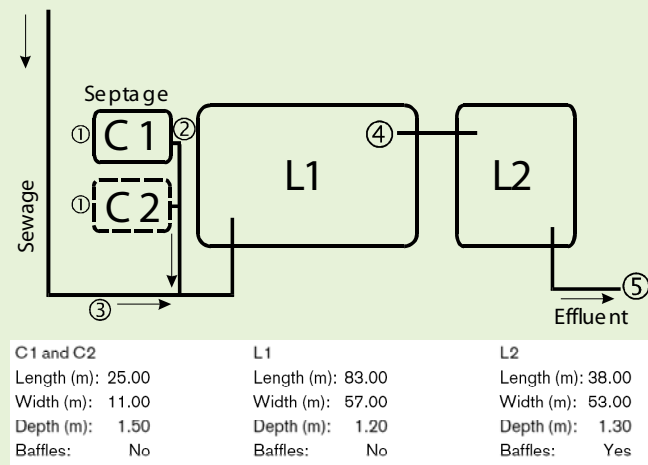 Septage
① C1 ②
① C2
Sewage
③
L1
④
L2
⑤
Effluent
C1 and C2
Length (m): 25.00
Width (m): 11.00
Depth (m): 1.50
Baffles: No
L1
Length (m): 83.00
Width (m): 57.00
Depth (m): 1.20
Baffles: No
L2
Length (m): 38.00
Width (m): 53.00
Depth (m): 1.30
Baffles: Yes